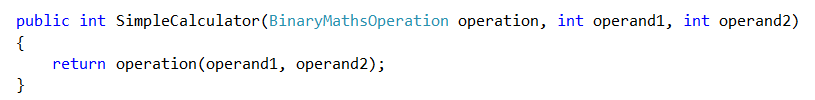 public int SimpleCalculator(BinaryMathsOperation operation, int operand1, int operand2)
{
    return operation(operand1, operand2);
}